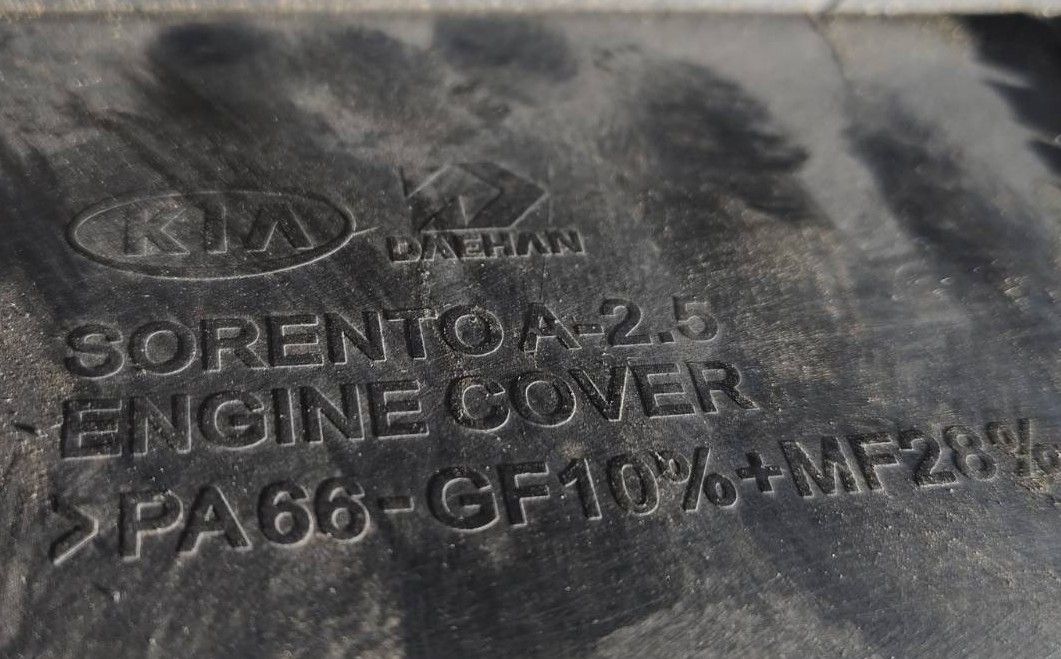 KIA DAEHAN
SORENTO A-2.5
ENGINE COVER
>PA66-GF10%+MF28%